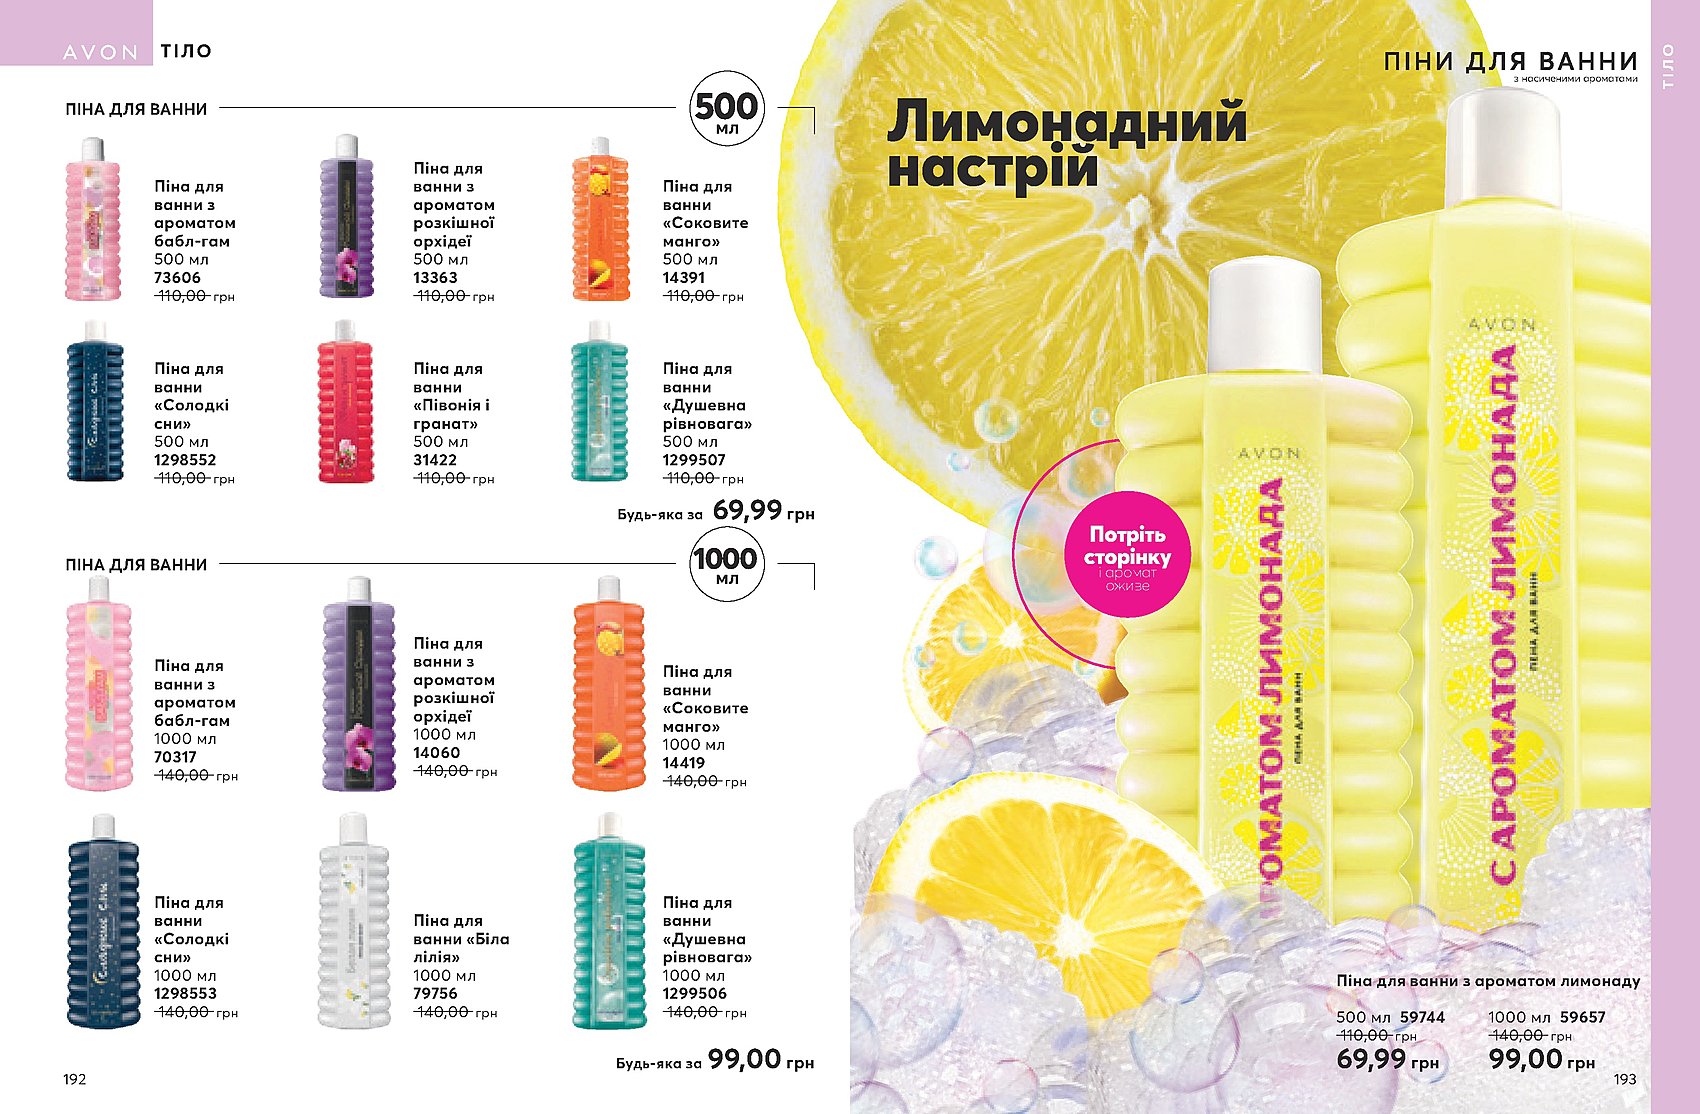 AVON ТІЛО
ПІНА ДЛЯ ВАННИ
500
МЛ
Піна для
ванни з
ароматом
бабл-гам
500 мл
73606
110,00 грн
Піна для
ванни з
ароматом
розкішної
орхідеї
500 мл
13363
110,00 грн
Піна для
ванни
«Соковите
манго»
500 мл
14391
110,00 грн
Піна для
ванни
«Солодкі
сни»
500 мл
1298552
110,00 грн
Піна для
ванни
«Півонія і
гранат»
500 мл
31422
110,00 грн
Піна для
ванни
«Душевна
рівновага»
500 мл
1299507
110,00 грн
Будь-яка за 69,99 грн
ПІНА ДЛЯ ВАННИ
1000
МЛ
Піна для
ванни з
ароматом
бабл-гам
1000 мл
70317
140,00 грн
Піна для
ванни з
ароматом
розкішної
орхідеї
1000 мл
14060
140,00 грн
Піна для
ванни
«Соковите
манго»
1000 мл
14419
140,00 грн
Піна для
ванни
«Солодкі
сни»
1000 мл
1298553
140,00 грн
Піна для
ванни «Біла
лілія»
1000 мл
79756
140,00 грн
Піна для
ванни
«Душевна
рівновага»
1000 мл
1299506
140,00 грн
Будь-яка за 99,00 грн
192
ПІНИ ДЛЯ ВАННИ
з насиченими ароматами
ТІЛО
Лимонадний
настрій
Потріть
сторінку
і аромат
оживе
AVON
АРОМАТОМ ЛИМОНАДА
ПЕНА ДЛЯ ВАНН
AVON
С АРОМАТОМ ЛИМОНАДА
ПЕНА ДЛЯ ВАНН
Піна для ванни з ароматом лимонаду
500 мл 59744
110,00 грн
69,99 грн
1000 мл 59657
140,00 грн
99,00 грн
193